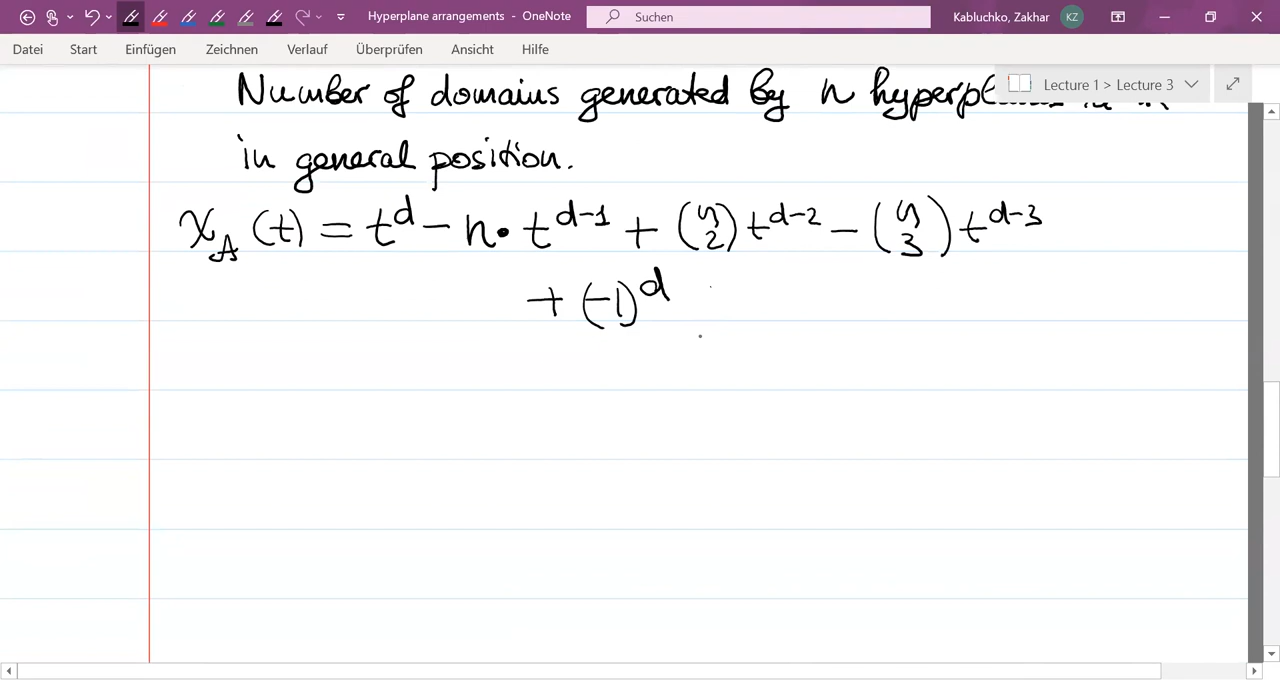 Hyperplane arrangements - OneNote
Suchen
Kabluchko, Zakhar
KZ
Datei Start Einfügen Zeichnen Verlauf Überprüfen Ansicht Hilfe
Lecture 1 > Lecture 3
Number of domains generated by n
in general position.
χ_A (t) = t^d - n · t^{d-1} + (n 2) t^{d-2} - (n 3) t^{d-3}
+ (-1)^d